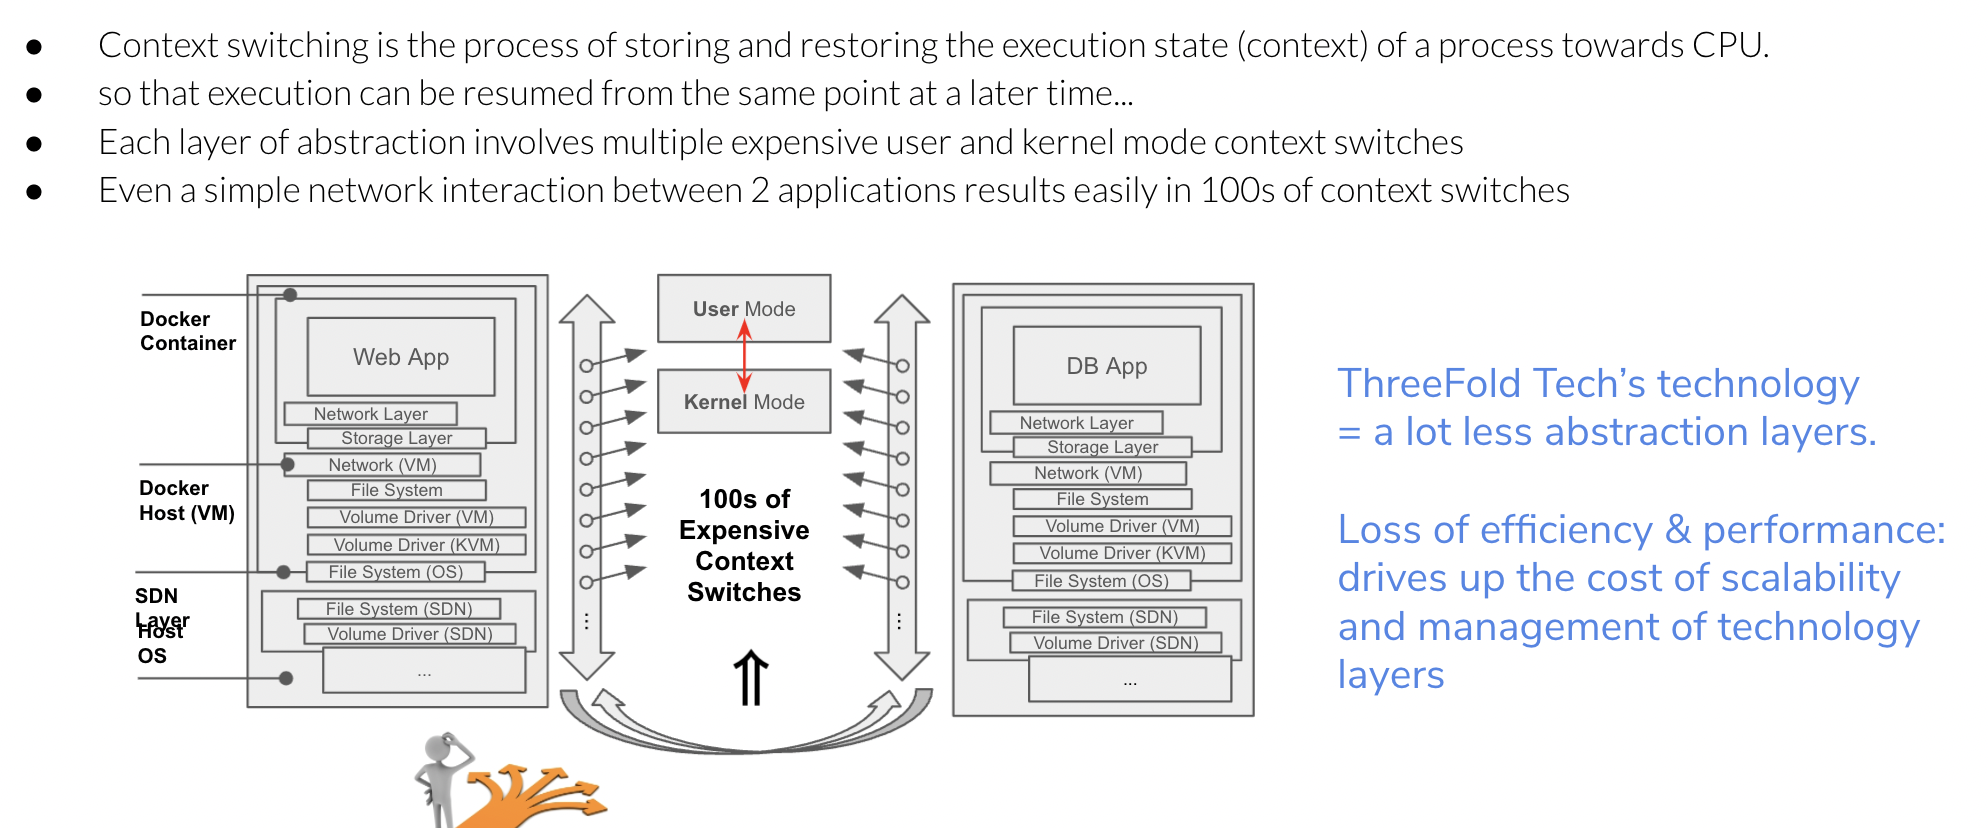 ● Context switching is the process of storing and restoring the execution state (context) of a process towards CPU.
● so that execution can be resumed from the same point at a later time...
● Each layer of abstraction involves multiple expensive user and kernel mode context switches
● Even a simple network interaction between 2 applications results easily in 100s of context switches
Docker
Container
Docker
Host (VM)
SDN
Layer
Host
OS
Web App
Network Layer
Storage Layer
Network (VM)
File System
Volume Driver (VM)
Volume Driver (KVM)
File System (OS)
File System (SDN)
Volume Driver (SDN)
...
⋮
User Mode
Kernel Mode
100s of
Expensive
Context
Switches
⋮
DB App
Network Layer
Storage Layer
Network (VM)
File System
Volume Driver (VM)
Volume Driver (KVM)
File System (OS)
File System (SDN)
Volume Driver (SDN)
...
ThreeFold Tech’s technology
= a lot less abstraction layers.
Loss of efficiency & performance:
drives up the cost of scalability
and management of technology
layers